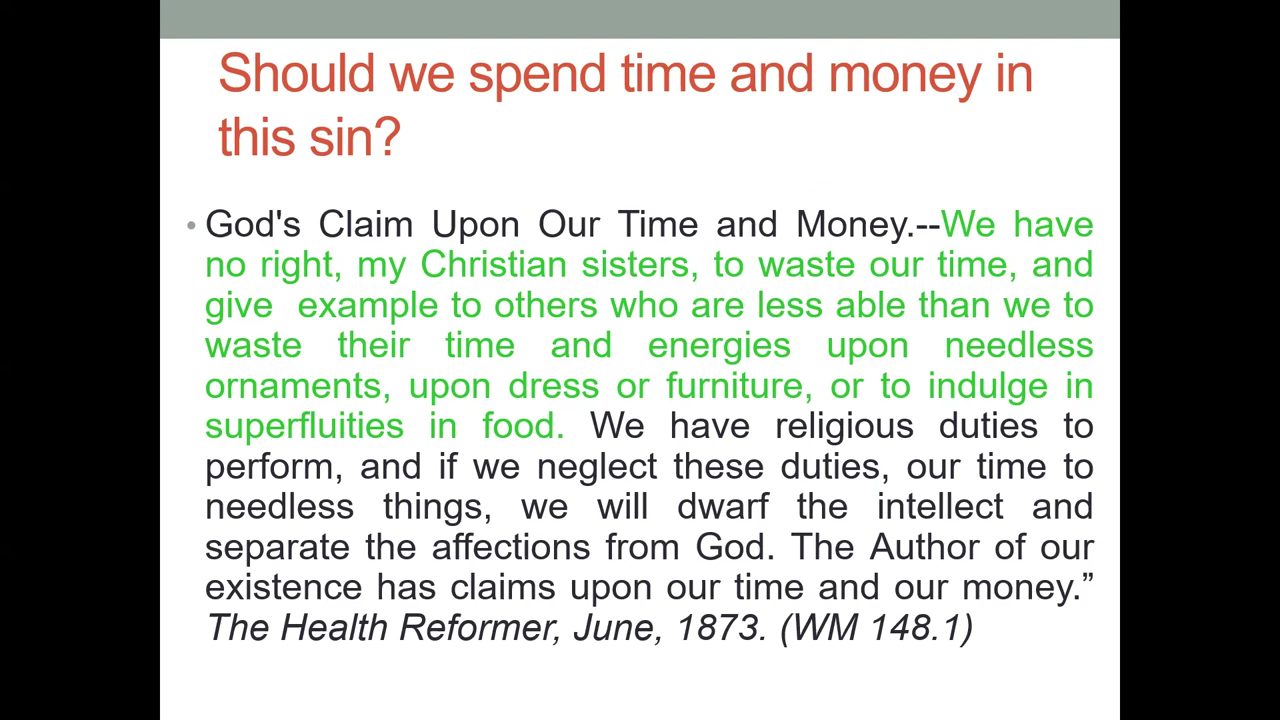 Should we spend time and money in
this sin?
• God's Claim Upon Our Time and Money.--We have
no right, my Christian sisters, to waste our time, and
give example to others who are less able than we to
waste their time and energies upon needless
ornaments, upon dress or furniture, or to indulge in
superfluities in food. We have religious duties to
perform, and if we neglect these duties, our time to
needless things, we will dwarf the intellect and
separate the affections from God. The Author of our
existence has claims upon our time and our money.”
The Health Reformer, June, 1873. (WM 148.1)